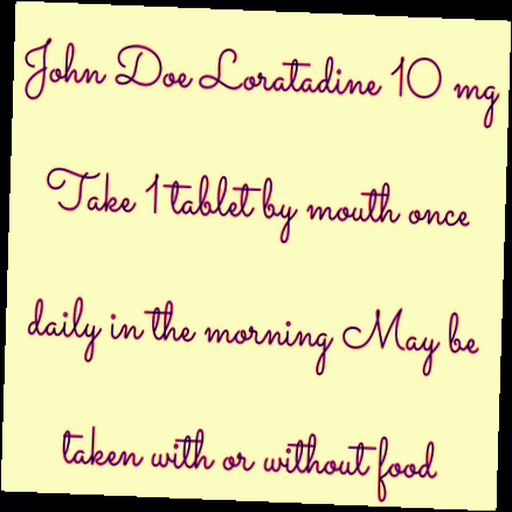 John Doe Loratadine 10 mg
Take 1 tablet by mouth once
daily in the morning May be
taken with or without food